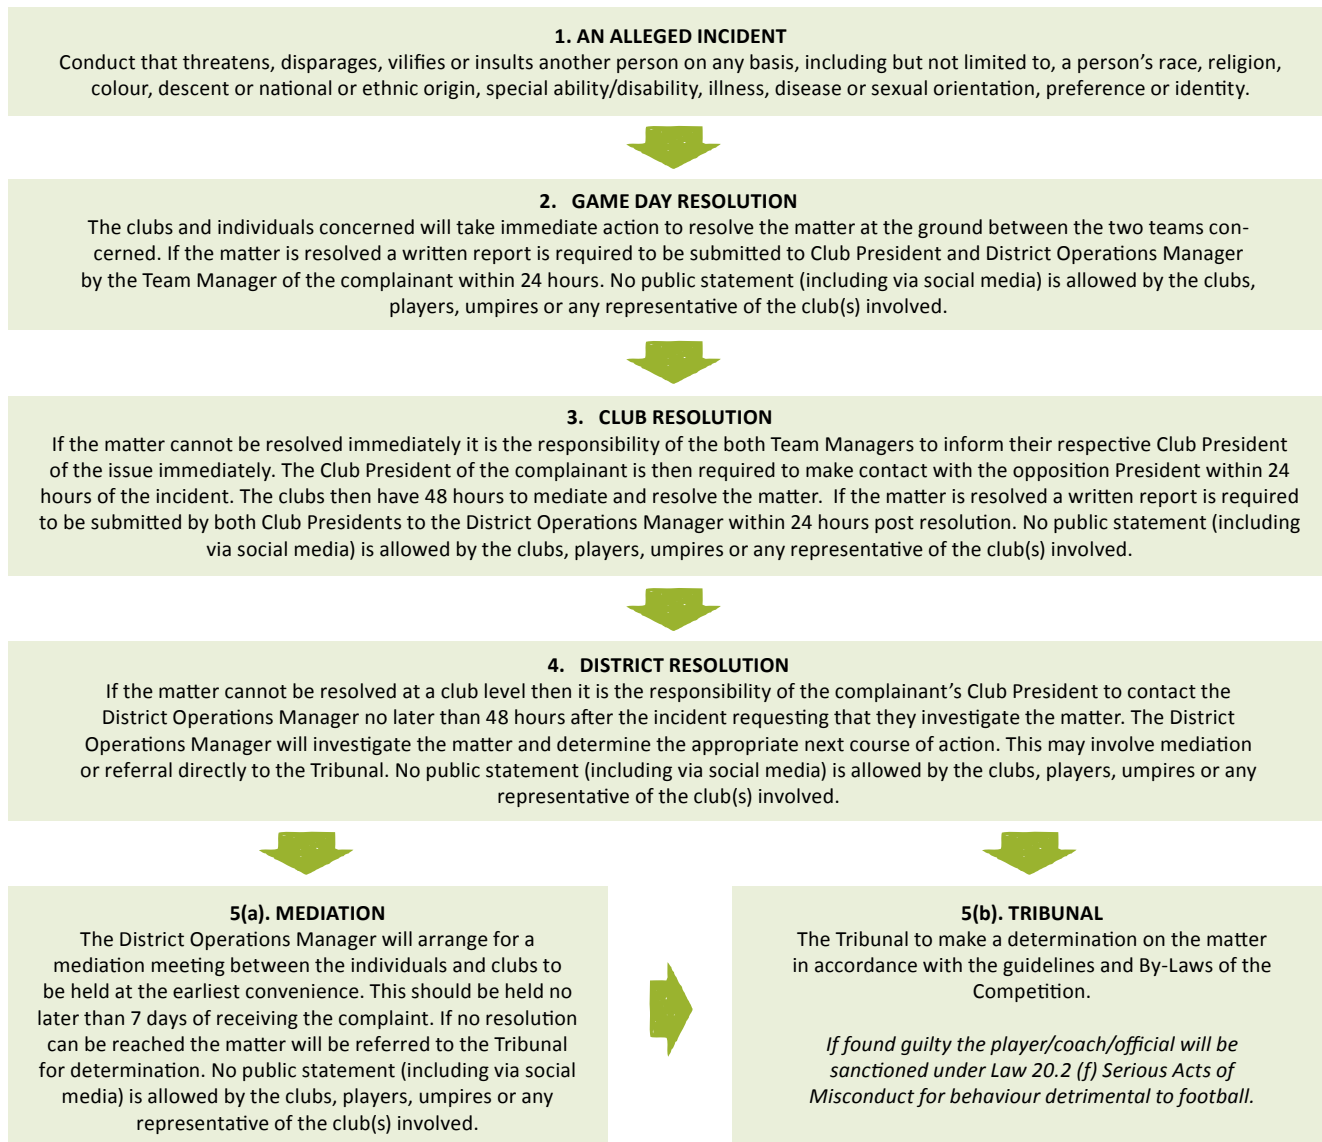 1. AN ALLEGED INCIDENT
Conduct that threatens, disparages, vilifies or insults another person on any basis, including but not limited to, a person's race, religion,
colour, descent or national or ethnic origin, special ability/disability, illness, disease or sexual orientation, preference or identity.
2. GAME DAY RESOLUTION
The clubs and individuals concerned will take immediate action to resolve the matter at the ground between the two teams con-
cerned. If the matter is resolved a written report is required to be submitted to Club President and District Operations Manager
by the Team Manager of the complainant within 24 hours. No public statement (including via social media) is allowed by the clubs,
players, umpires or any representative of the club(s) involved.
3. CLUB RESOLUTION
If the matter cannot be resolved immediately it is the responsibility of the both Team Managers to inform their respective Club President
of the issue immediately. The Club President of the complainant is then required to make contact with the opposition President within 24
hours of the incident. The clubs then have 48 hours to mediate and resolve the matter. If the matter is resolved a written report is required
to be submitted by both Club Presidents to the District Operations Manager within 24 hours post resolution. No public statement (including
via social media) is allowed by the clubs, players, umpires or any representative of the club(s) involved.
4. DISTRICT RESOLUTION
If the matter cannot be resolved at a club level then it is the responsibility of the complainant's Club President to contact the
District Operations Manager no later than 48 hours after the incident requesting that they investigate the matter. The District
Operations Manager will investigate the matter and determine the appropriate next course of action. This may involve mediation
or referral directly to the Tribunal. No public statement (including via social media) is allowed by the clubs, players, umpires or any
representative of the club(s) involved.
5(a). MEDIATION
The District Operations Manager will arrange for a
mediation meeting between the individuals and clubs to
be held at the earliest convenience. This should be held no
later than 7 days of receiving the complaint. If no resolution
can be reached the matter will be referred to the Tribunal
for determination. No public statement (including via social
media) is allowed by the clubs, players, umpires or any
representative of the club(s) involved.
5(b). TRIBUNAL
The Tribunal to make a determination on the matter
in accordance with the guidelines and By-Laws of the
Competition.
If found guilty the player/coach/official will be
sanctioned under Law 20.2 (f) Serious Acts of
Misconduct for behaviour detrimental to football.